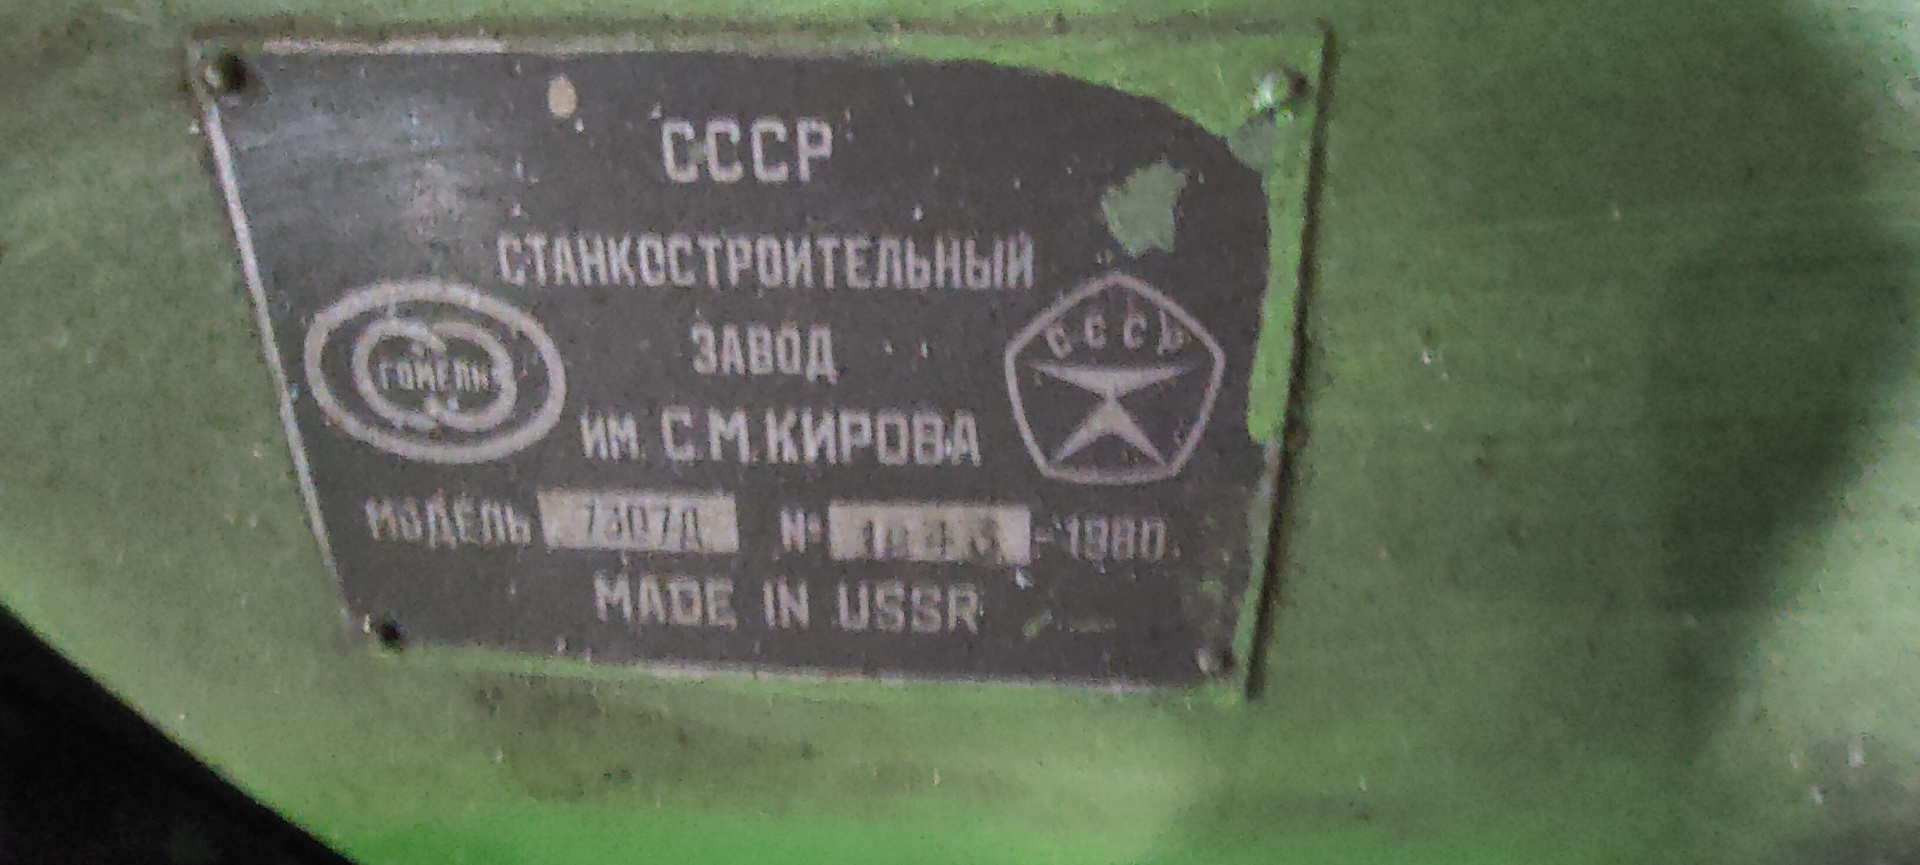 СССР
СТАНКОСТРОИТЕЛЬНЫЙ
ЗАВОД
ГОМЕЛЬ
СССР
ИМ. С.М.КИРОВА
МОДЕЛЬ 7307Д № -1980
MADE IN USSR